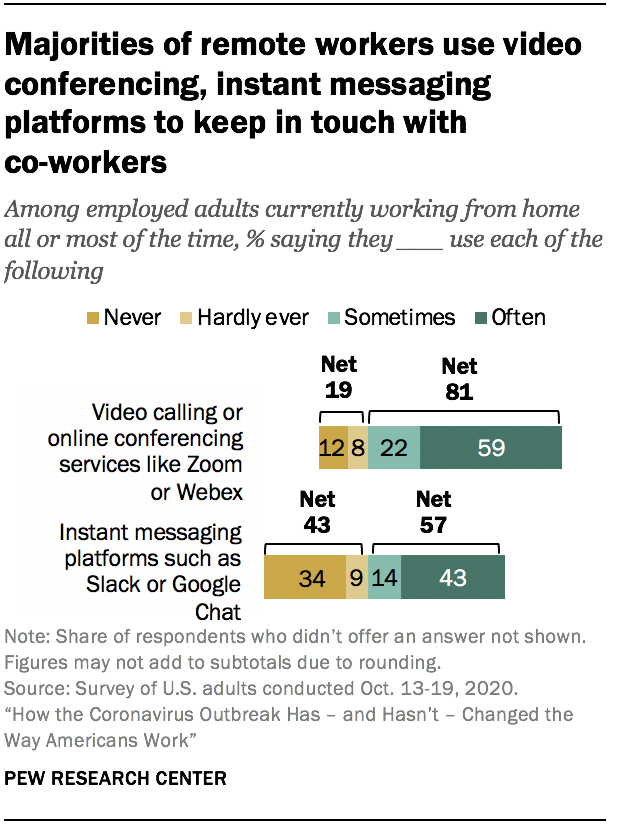 Majorities of remote workers use video
conferencing, instant messaging
platforms to keep in touch with
co-workers
Among employed adults currently working from home
all or most of the time, % saying they ___ use each of the
following
Never Hardly ever Sometimes Often
Net
19
Net
81
Video calling or
online conferencing
services like Zoom
or Webex
12 8 22 59
Net
43
Net
57
Instant messaging
platforms such as
Slack or Google
Chat
34 9 14 43
Note: Share of respondents who didn’t offer an answer not shown.
Figures may not add to subtotals due to rounding.
Source: Survey of U.S. adults conducted Oct. 13-19, 2020.
“How the Coronavirus Outbreak Has – and Hasn’t – Changed the
Way Americans Work”
PEW RESEARCH CENTER